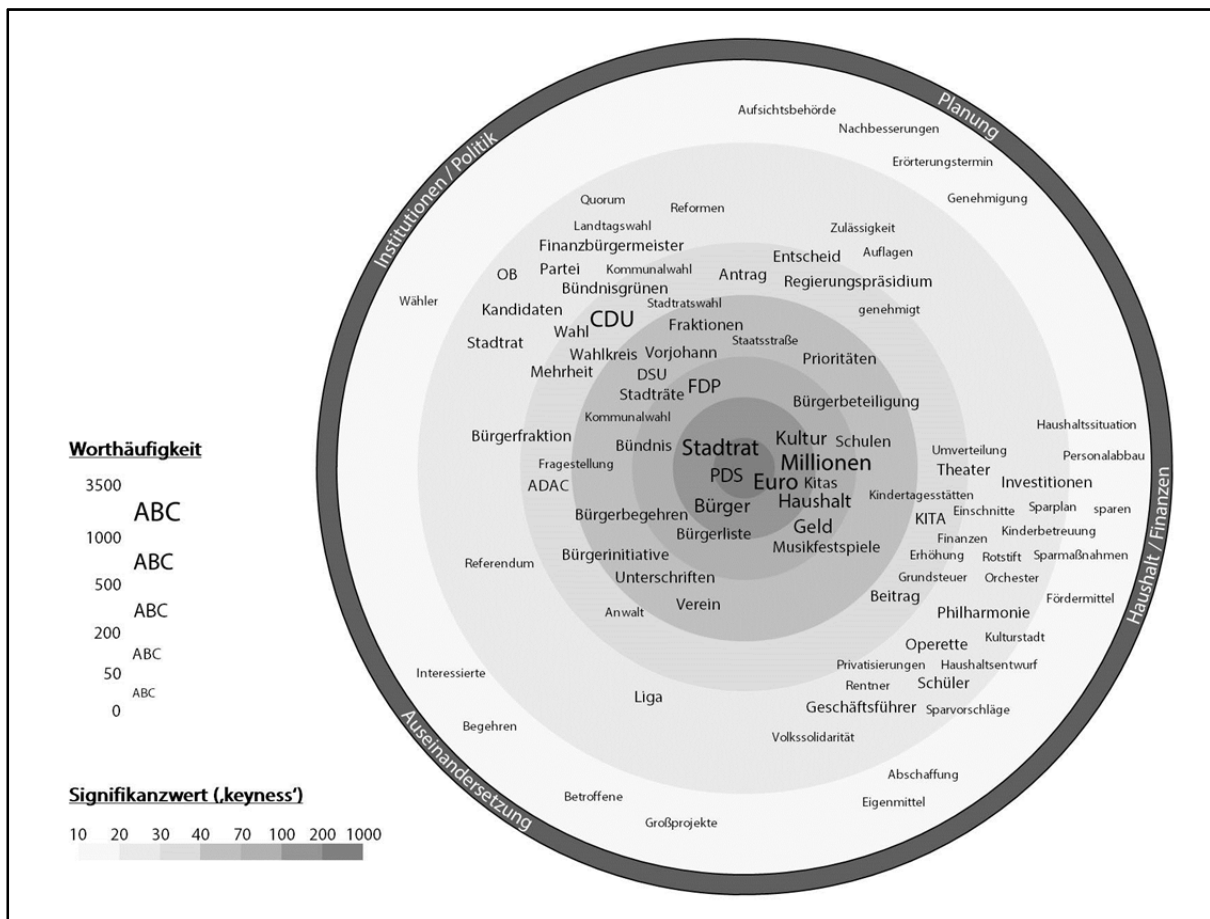 Institutionen / Politik
Planung
Haushalt / Finanzen
Auseinandersetzung
Aufsichtsbehörde
Nachbesserungen
Erörterungstermin
Genehmigung
Quorum
Reformen
Landtagswahl
Zulässigkeit
Finanzbürgermeister
Entscheid
Auflagen
OB
Partei
Kommunalwahl
Antrag
Regierungspräsidium
Bündnisgrünen
Wähler
Kandidaten
Stadtratswahl
genehmigt
CDU
Fraktionen
Wahl
Staatsstraße
Stadtrat
Wahlkreis
Vorjohann
Prioritäten
Mehrheit
DSU
FDP
Stadträte
Bürgerbeteiligung
Kommunalwahl
Haushaltssituation
Bürgerfraktion
Bündnis
Stadtrat
Kultur
Schulen
Umverteilung
Personalabbau
Fragestellung
Millionen
Theater
ADAC
PDS
Euro
Kitas
Investitionen
Kindertagesstätten
Haushalt
Bürger
Einschnitte
Sparplan
sparen
Bürgerbegehren
KITA
Geld
Kinderbetreuung
Bürgerliste
Finanzen
Musikfestspiele
Bürgerinitiative
Erhöhung
Rotstift
Sparmaßnahmen
Referendum
Unterschriften
Grundsteuer
Orchester
Beitrag
Fördermittel
Anwalt
Verein
Philharmonie
Operette
Kulturstadt
Privatisierungen
Haushaltsentwurf
Interessierte
Rentner
Schüler
Liga
Geschäftsführer
Sparvorschläge
Begehren
Volkssolidarität
Abschaffung
Betroffene
Eigenmittel
Großprojekte
Worthäufigkeit
3500
ABC
1000
ABC
500
ABC
200
ABC
50
ABC
0
Signifikanzwert (‚keyness‘)
10 20 30 40 70 100 200 1000